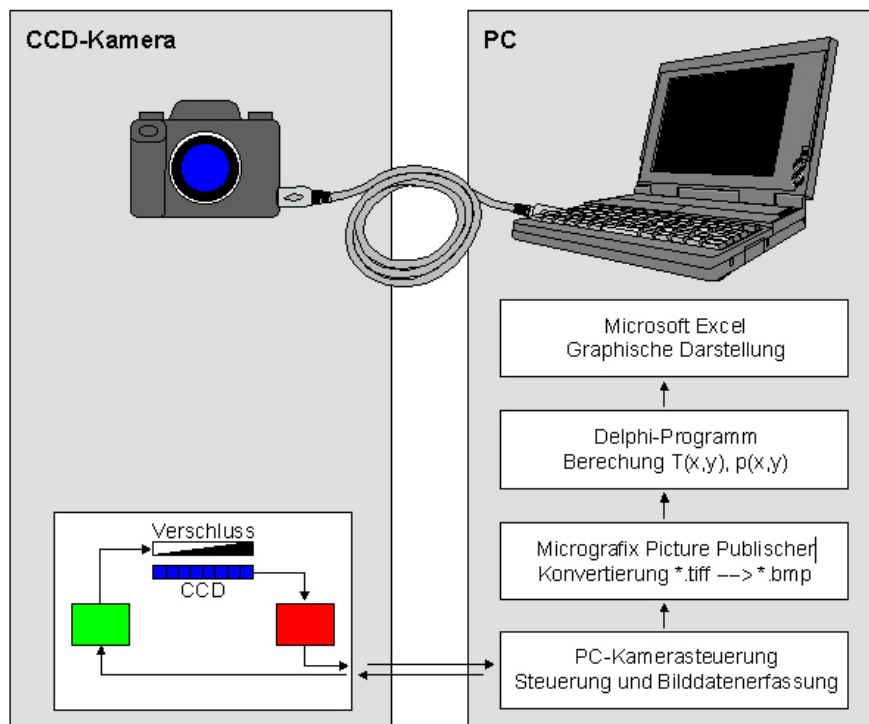 CCD-Kamera
PC
Microsoft Excel
Graphische Darstellung
Delphi-Programm
Berechung T(x,y), p(x,y)
Verschluss
CCD
Micrografix Picture Publischer
Konvertierung *.tiff --> *.bmp
PC-Kamerasteuerung
Steuerung und Bilddatenerfassung